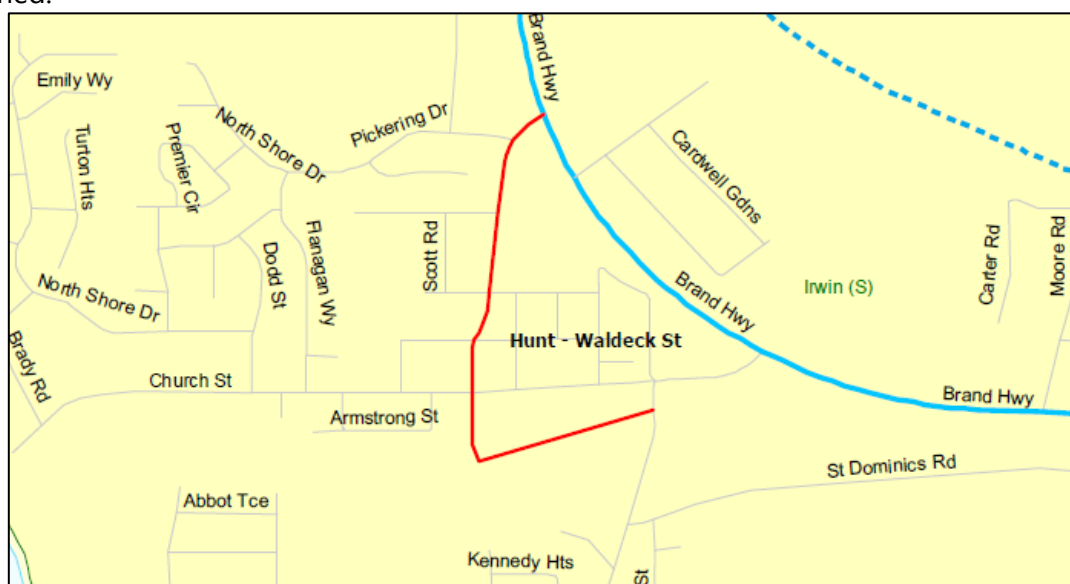 Brand Hwy
Emily Wy
North Shore Dr
Pickering Dr
Turton Hts
Premier Cir
Cardwell Gdns
Scott Rd
Dodd St
Flanagan Wy
Carter Rd
Moore Rd
North Shore Dr
Brand Hwy
Irwin (S)
Hunt - Waldeck St
Brady Rd
Church St
Armstrong St
Brand Hwy
St Dominics Rd
Abbot Tce
Kennedy Hts
St